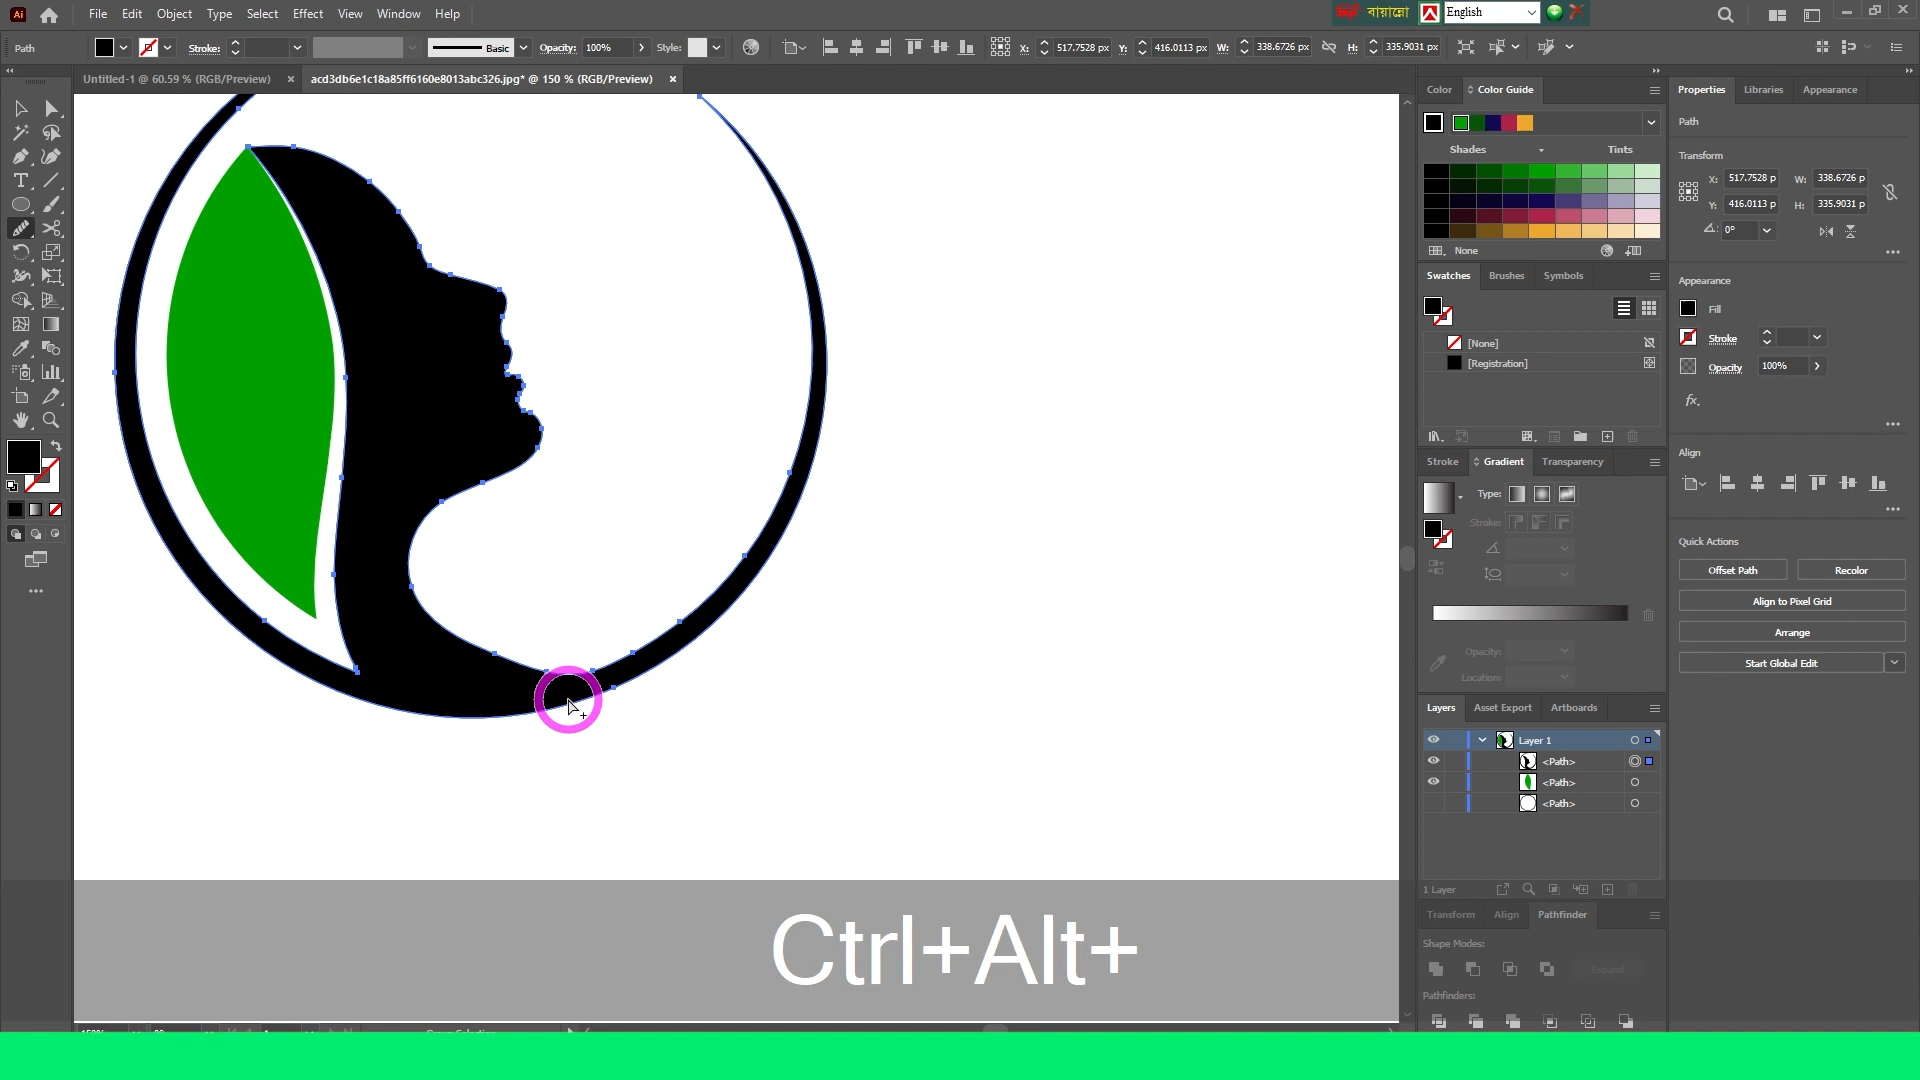 Ai File Edit Object Type Select Effect View Window Help
বায়ান্নো English
Path Stroke: Basic Opacity: 100% Style: X: 517.7528 px Y: 416.0113 px W: 338.6726 px H: 335.9031 px
Untitled-1 @ 60.59 % (RGB/Preview) × acd3db6e1c18a85ff6160e8013abc326.jpg* @ 150 % (RGB/Preview) ×
Color Color Guide
Shades Tints
None
Swatches Brushes Symbols
[None]
[Registration]
Stroke Gradient Transparency
Type:
Stroke:
Opacity:
Location:
Layers Asset Export Artboards
Layer 1
<Path>
<Path>
<Path>
1 Layer
Transform Align Pathfinder
Shape Modes:
Expand
Pathfinders:
Properties Libraries Appearance
Path
Transform
X: 517.7528 p W: 338.6726 p
Y: 416.0113 p H: 335.9031 p
0°
Appearance
Fill
Stroke
Opacity 100%
fx.
Align
Quick Actions
Offset Path Recolor
Align to Pixel Grid
Arrange
Start Global Edit
Ctrl+Alt+